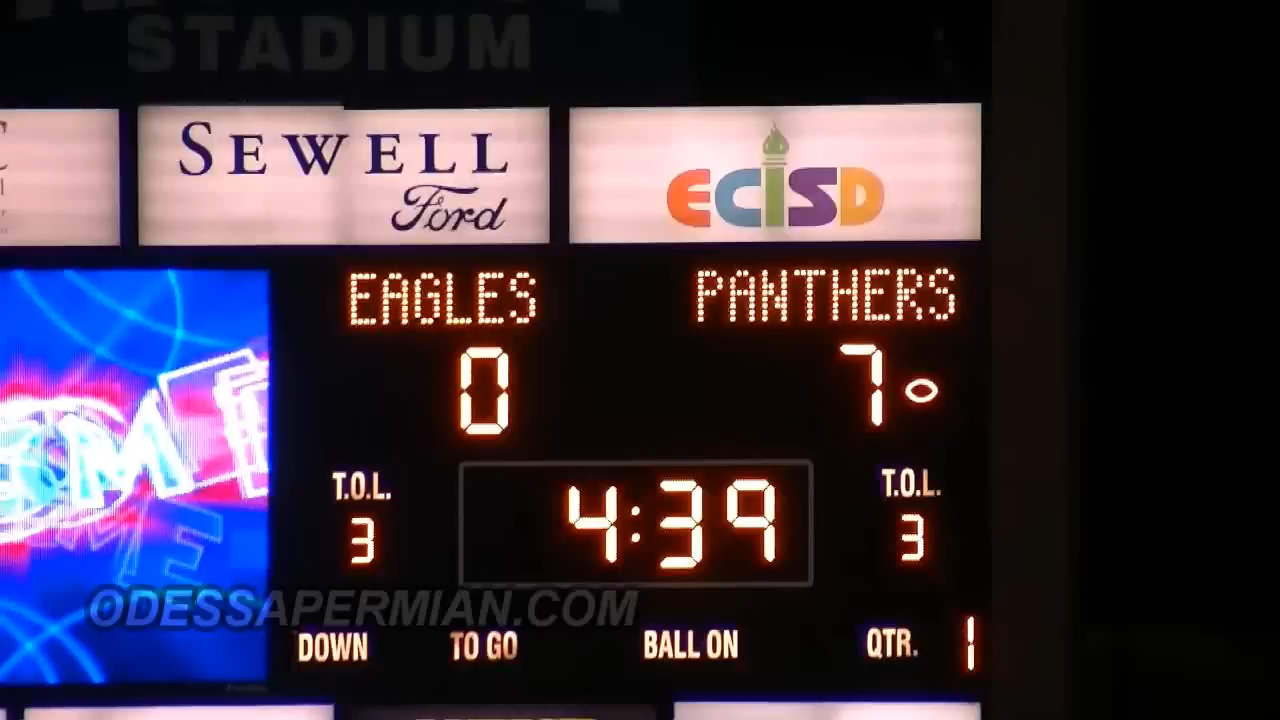 STADIUM
SEWELL
Ford
ECISD
EAGLES
PANTHERS
0
7
T.O.L.
3
4:39
T.O.L.
3
ODESSAPERMIAN.COM
DOWN
TO GO
BALL ON
QTR. 1